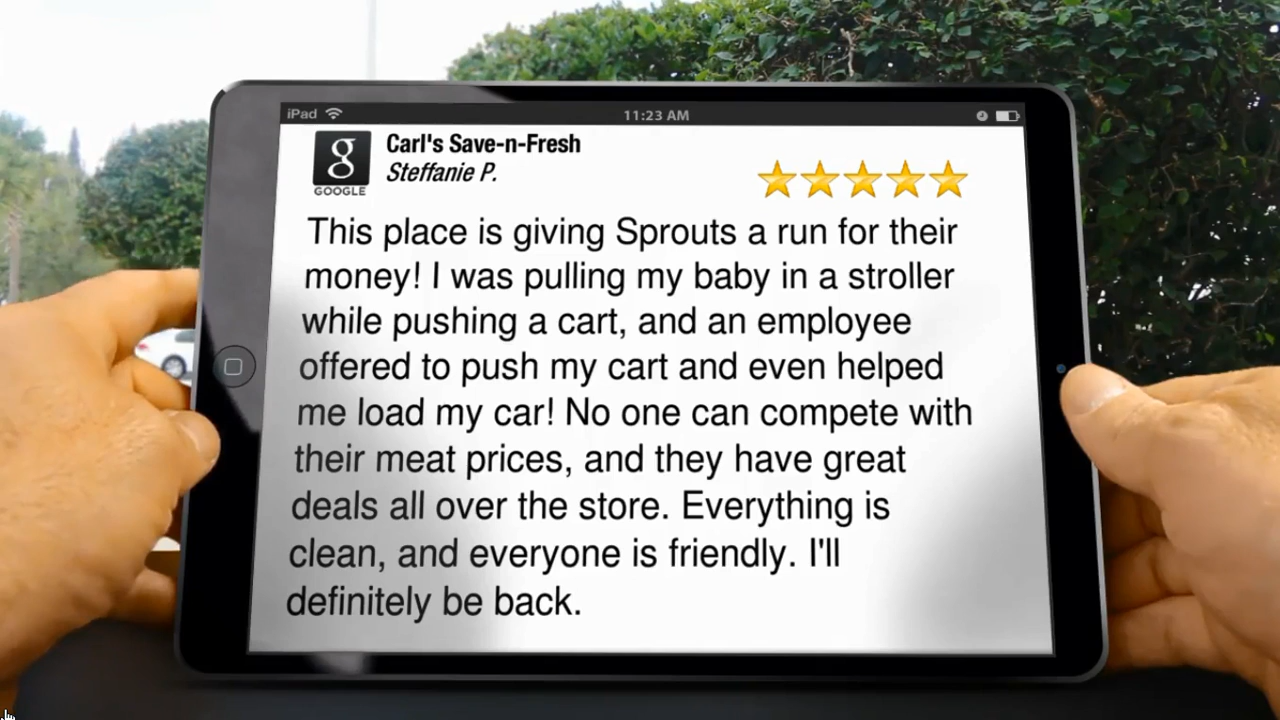 iPad
11:23 AM
g
GOOGLE
Carl's Save-n-Fresh
Steffanie P.
This place is giving Sprouts a run for their
money! I was pulling my baby in a stroller
while pushing a cart, and an employee
offered to push my cart and even helped
me load my car! No one can compete with
their meat prices, and they have great
deals all over the store. Everything is
clean, and everyone is friendly. I'll
definitely be back.